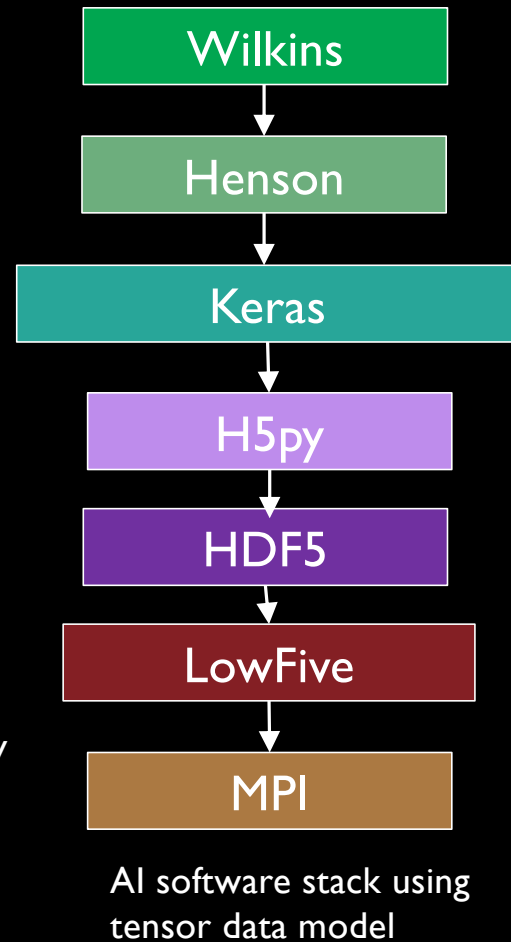 Wilkins
Henson
Keras
H5py
HDF5
LowFive
MPI
AI software stack using
tensor data model